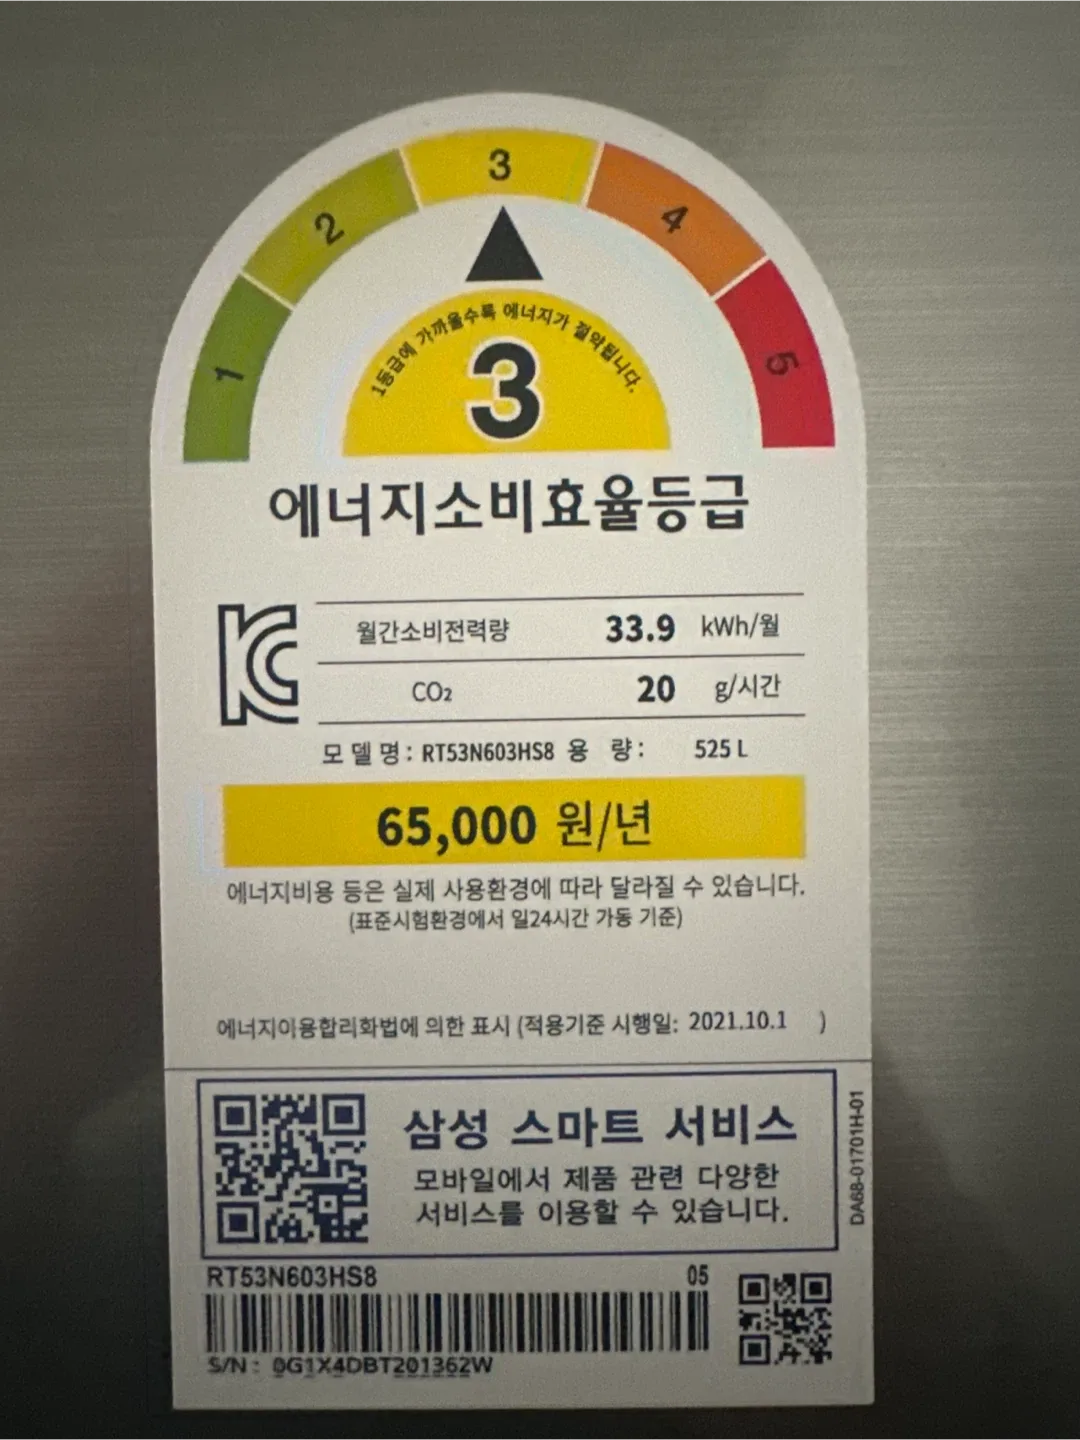 1 2 3 4 5
1등급에 가까울수록 에너지가 절약됩니다.
3
에너지소비효율등급
월간소비전력량 33.9 kWh/월
CO₂ 20 g/시간
모델명: RT53N603HS8 용 량: 525 L
65,000 원/년
에너지비용 등은 실제 사용환경에 따라 달라질 수 있습니다.
(표준시험환경에서 일24시간 가동 기준)
에너지이용합리화법에 의한 표시 (적용기준 시행일: 2021.10.1 )
삼성 스마트 서비스
모바일에서 제품 관련 다양한
서비스를 이용할 수 있습니다.
DA68-01701H-01
RT53N603HS8 05
S/N : 0G1X4DBT201362W